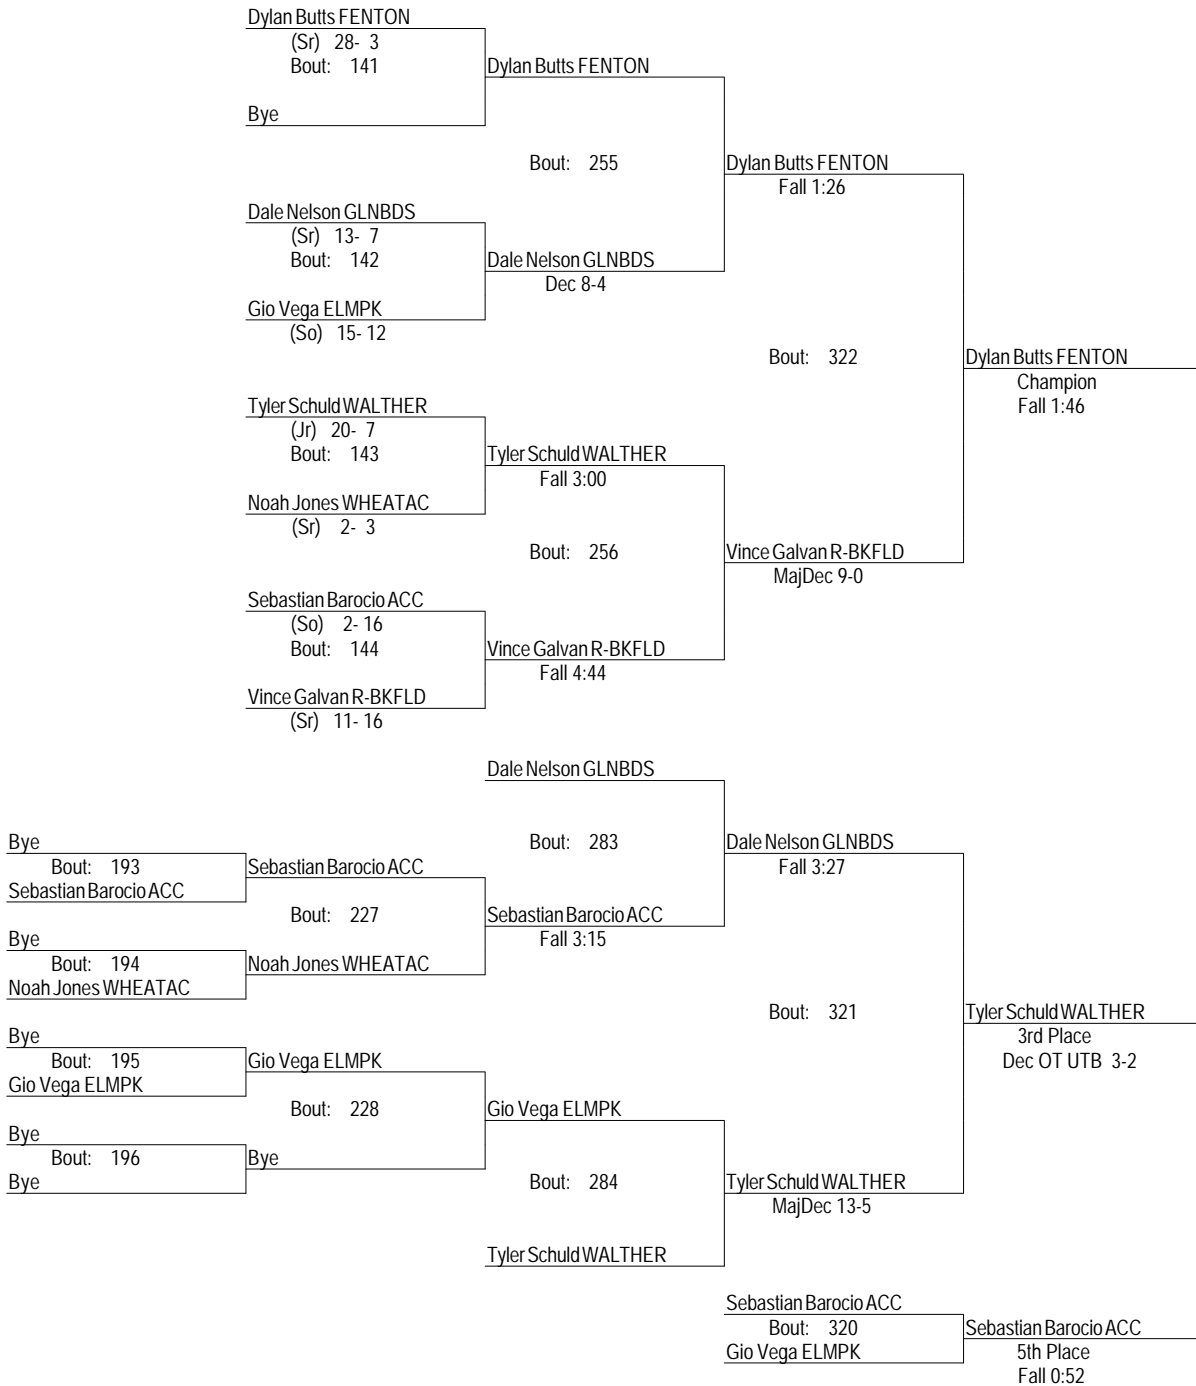 Dylan Butts FENTON
(Sr) 28- 3
Bout: 141
Dylan Butts FENTON
Bye
Bout: 255
Dylan Butts FENTON
Fall 1:26
Dale Nelson GLNBDS
(Sr) 13- 7
Bout: 142
Dale Nelson GLNBDS
Dec 8-4
Gio Vega ELMPK
(So) 15- 12
Bout: 322
Dylan Butts FENTON
Champion
Fall 1:46
Tyler Schuld WALTHER
(Jr) 20- 7
Bout: 143
Tyler Schuld WALTHER
Fall 3:00
Noah Jones WHEATAC
(Sr) 2- 3
Bout: 256
Vince Galvan R-BKFLD
MajDec 9-0
Sebastian Barocio ACC
(So) 2- 16
Bout: 144
Vince Galvan R-BKFLD
Fall 4:44
Vince Galvan R-BKFLD
(Sr) 11- 16
Dale Nelson GLNBDS
Bout: 283
Dale Nelson GLNBDS
Fall 3:27
Bye
Bout: 193
Sebastian Barocio ACC
Sebastian Barocio ACC
Bout: 227
Sebastian Barocio ACC
Fall 3:15
Bye
Bout: 194
Noah Jones WHEATAC
Noah Jones WHEATAC
Bout: 321
Tyler Schuld WALTHER
3rd Place
Dec OT UTB 3-2
Bye
Bout: 195
Gio Vega ELMPK
Gio Vega ELMPK
Bout: 228
Gio Vega ELMPK
Bye
Bout: 196
Bye
Bye
Bout: 284
Tyler Schuld WALTHER
MajDec 13-5
Tyler Schuld WALTHER
Sebastian Barocio ACC
Bout: 320
Gio Vega ELMPK
Sebastian Barocio ACC
5th Place
Fall 0:52